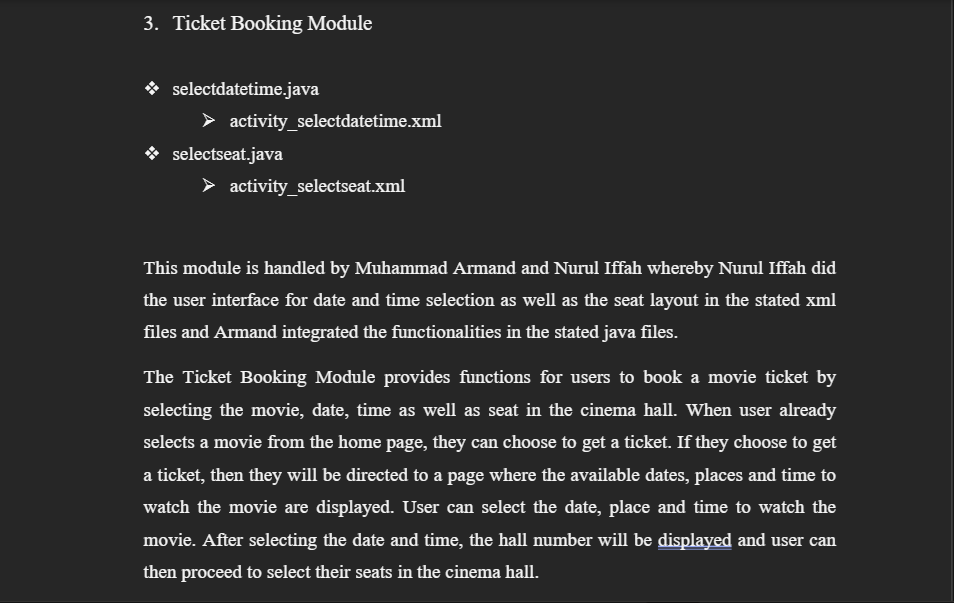 3. Ticket Booking Module
❖ selectdatetime.java
➢ activity_selectdatetime.xml
❖ selectseat.java
➢ activity_selectseat.xml
This module is handled by Muhammad Armand and Nurul Iffah whereby Nurul Iffah did
the user interface for date and time selection as well as the seat layout in the stated xml
files and Armand integrated the functionalities in the stated java files.
The Ticket Booking Module provides functions for users to book a movie ticket by
selecting the movie, date, time as well as seat in the cinema hall. When user already
selects a movie from the home page, they can choose to get a ticket. If they choose to get
a ticket, then they will be directed to a page where the available dates, places and time to
watch the movie are displayed. User can select the date, place and time to watch the
movie. After selecting the date and time, the hall number will be displayed and user can
then proceed to select their seats in the cinema hall.